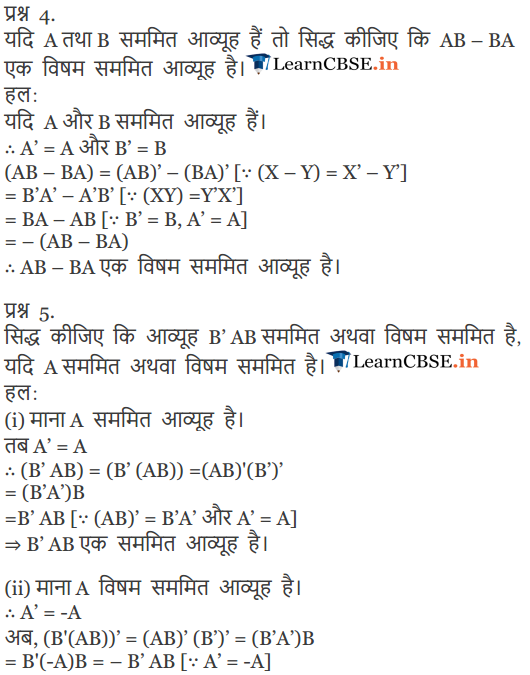 प्रश्न 4.
यदि A तथा B सममित आव्यूह हैं तो सिद्ध कीजिए कि AB – BA
एक विषम सममित आव्यूह है। LearnCBSE.in
हल:
यदि A और B सममित आव्यूह हैं।
∴ A’ = A और B’ = B
(AB – BA) = (AB)’ – (BA)’ [∵ (X – Y) = X’ – Y’]
= B’A’ – A’B’ [∵ (XY) =Y’X’]
= BA – AB [∵ B’ = B, A’ = A]
= – (AB – BA)
∴ AB – BA एक विषम सममित आव्यूह है।
प्रश्न 5.
सिद्ध कीजिए कि आव्यूह B’ AB सममित अथवा विषम सममित है,
यदि A सममित अथवा विषम सममित है। LearnCBSE.in
हल:
(i) माना A सममित आव्यूह है।
तब A’ = A
∴ (B’ AB) = (B’ (AB)) =(AB)'(B’)’
= (B’A’)B
=B’ AB [∵ (AB)’ = B’A’ और A’ = A]
⇒ B’ AB एक सममित आव्यूह है।
(ii) माना A विषम सममित आव्यूह है।
∴ A’ = -A
अब, (B'(AB))’ = (AB)’ (B’)’ = (B’A’)B
= B'(-A)B = – B’ AB [∵ A’ = -A]